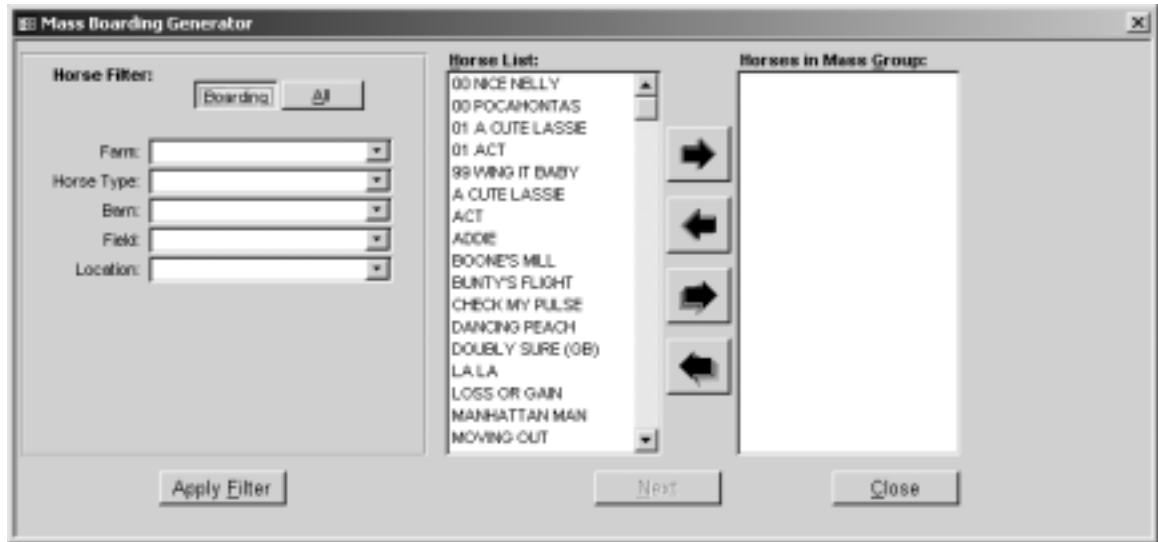 Mass Boarding Generator
Horse Filter:
Boarding
All
Farm:
Horse Type:
Barn:
Field:
Location:
Apply Filter
Horse List:
00 NICE NELLY
00 POCAHONTAS
01 A CUTE LASSIE
01 ACT
99 WING IT BABY
A CUTE LASSIE
ACT
ADDIE
BOONE'S MILL
BUNTY'S FLIGHT
CHECK MY PULSE
DANCING PEACH
DOUBLY SURE (GB)
LA LA
LOSS OR GAIN
MANHATTAN MAN
MOVING OUT
Horses in Mass Group:
Next
Close